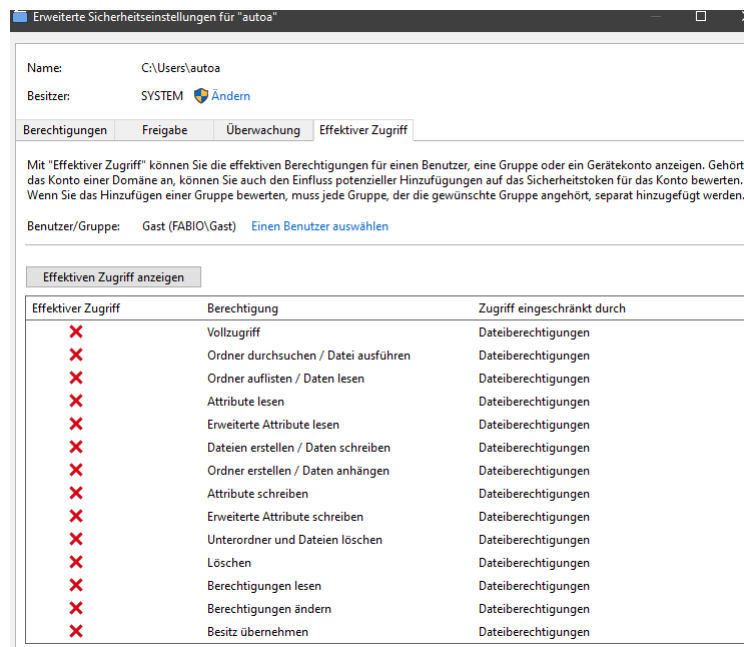 Erweiterte Sicherheitseinstellungen für "autoa"
Name: C:\Users\autoa
Besitzer: SYSTEM Ändern
Berechtigungen Freigabe Überwachung Effektiver Zugriff
Mit "Effektiver Zugriff" können Sie die effektiven Berechtigungen für einen Benutzer, eine Gruppe oder ein Gerätekonto anzeigen. Gehört
das Konto einer Domäne an, können Sie auch den Einfluss potenzieller Hinzufügungen auf das Sicherheitstoken für das Konto bewerten.
Wenn Sie das Hinzufügen einer Gruppe bewerten, muss jede Gruppe, der die gewünschte Gruppe angehört, separat hinzugefügt werden.
Benutzer/Gruppe: Gast (FABIO\Gast) Einen Benutzer auswählen
Effektiven Zugriff anzeigen
Effektiver Zugriff Berechtigung Zugriff eingeschränkt durch
Vollzugriff Dateiberechtigungen
Ordner durchsuchen / Datei ausführen Dateiberechtigungen
Ordner auflisten / Daten lesen Dateiberechtigungen
Attribute lesen Dateiberechtigungen
Erweiterte Attribute lesen Dateiberechtigungen
Dateien erstellen / Daten schreiben Dateiberechtigungen
Ordner erstellen / Daten anhängen Dateiberechtigungen
Attribute schreiben Dateiberechtigungen
Erweiterte Attribute schreiben Dateiberechtigungen
Unterordner und Dateien löschen Dateiberechtigungen
Löschen Dateiberechtigungen
Berechtigungen lesen Dateiberechtigungen
Berechtigungen ändern Dateiberechtigungen
Besitz übernehmen Dateiberechtigungen